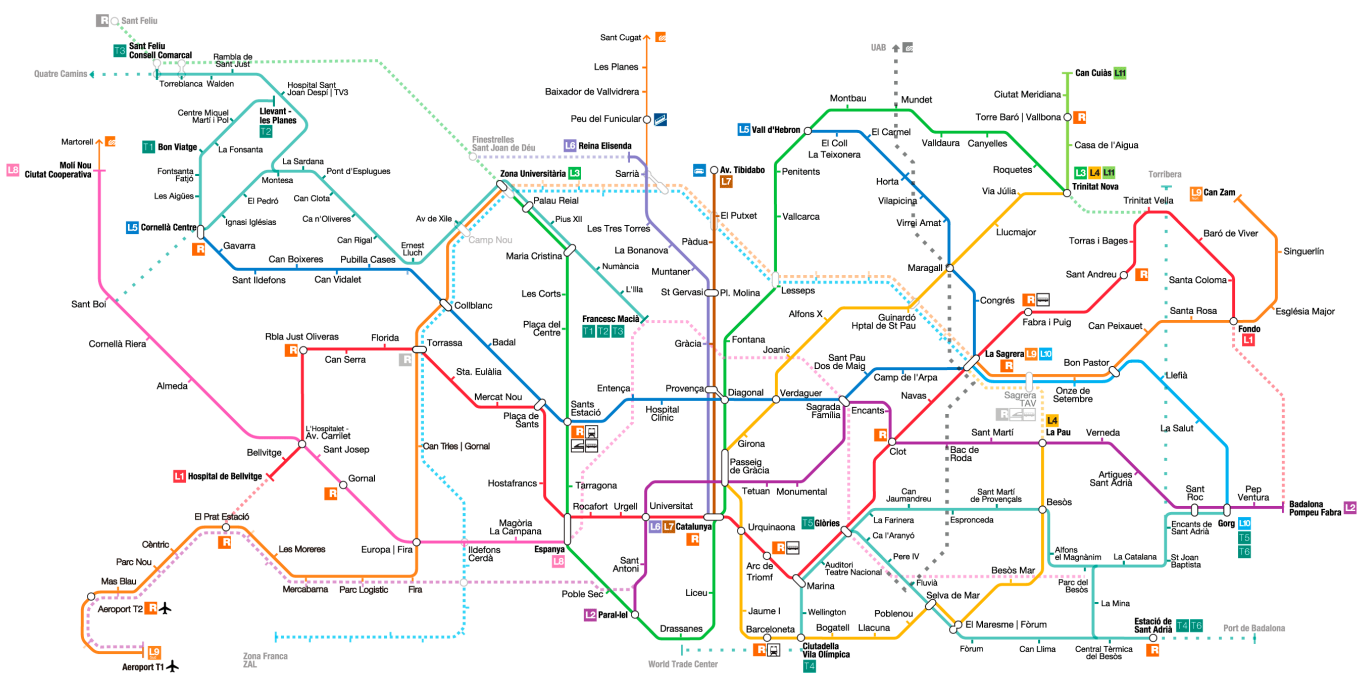 R
Sant Feliu
T3
Sant Feliu
Consell Comarcal
Quatre Camins
Rambla de
Sant Just
Torreblanca
Walden
Hospital Sant
Joan Despí | TV3
Centre Miquel
Martí i Pol
Llevant -
les Planes
T2
T1
Bon Viatge
La Fonsanta
Fontsanta
Fatjó
Les Aigües
La Sardana
Montesa
Pont d'Esplugues
El Pedró
Can Clota
Ignasi Iglésias
Ca n'Oliveres
Can Rigal
Ernest
Lluch
Av de Xile
Martorell
L8
Molí Nou
Ciutat Cooperativa
L5
Cornellà Centre
R
Gavarra
Sant Ildefons
Can Boixeres
Can Vidalet
Pubilla Cases
Collblanc
Badal
Sant Boi
Cornellà Riera
Almeda
Sant Cugat
Les Planes
Baixador de Vallvidrera
Peu del Funicular
L6
Reina Elisenda
Sarrià
Finestrelles
Sant Joan de Déu
Zona Universitària
L3
Palau Reial
Pius XII
Camp Nou
Maria Cristina
Numància
L'Illa
Les Corts
Plaça del
Centre
Francesc Macià
T1
T2
T3
Les Tres Torres
La Bonanova
Muntaner
St Gervasi
Pl. Molina
Gràcia
Av. Tibidabo
L7
El Putxet
Pàdua
Provença
UAB
Montbau
Mundet
L5
Vall d'Hebron
El Coll
La Teixonera
El Carmel
Horta
Vilapicina
Virrei Amat
Valldaura
Canyelles
Roquetes
Via Júlia
Llucmajor
Penitents
Vallcarca
Lesseps
Maragall
Can Cuiàs
L11
Ciutat Meridiana
Torre Baró | Vallbona
R
Casa de l'Aigua
L3
L4
L11
Trinitat Nova
Torribera
L9
Can Zam
Trinitat Vella
Baró de Viver
Singuerlín
Torras i Bages
Sant Andreu
R
Santa Coloma
Santa Rosa
Església Major
Fondo
L1
R
Fabra i Puig
Can Peixauet
Congrés
Guinardó
Hptal de St Pau
Alfons X
Joanic
Fontana
Diagonal
Verdaguer
Sant Pau
Dos de Maig
Camp de l'Arpa
La Sagrera
L9
L10
Bon Pastor
Sagrera
TAV
R
Onze de
Setembre
Llefià
La Salut
Sagrada
Família
Encants
Navas
L4
La Pau
R
Clot
Sant Martí
Verneda
Bac de
Roda
Artigues
Sant Adrià
Sant
Roc
Pep
Ventura
Badalona
Pompeu Fabra
L2
Gorg
L10
T5
T6
Rbla Just Oliveras
R
Can Serra
Florida
Torrassa
R
Sta. Eulàlia
Mercat Nou
Plaça de
Sants
Sants
Estació
R
Entença
Hospital
Clínic
L'Hospitalet -
Av. Carrilet
Bellvitge
Sant Josep
L1
Hospital de Bellvitge
Gornal
R
Can Tries | Gornal
Hostafrancs
Tarragona
Magòria
La Campana
Espanya
L8
Rocafort
Urgell
Universitat
L6
L7
Catalunya
R
Girona
Passeig
de Gràcia
Tetuan
Monumental
Urquinaona
R
Arc de
Triomf
T5
Glòries
Can
Jaumandreu
La Farinera
Ca l'Aranyó
Sant Martí
de Provençals
Espronceda
Besòs
Pere IV
Auditori
Teatre Nacional
Marina
Fluvià
Alfons
el Magnànim
La Catalana
Encants de
Sant Adrià
St Joan
Baptista
Parc del
Besòs
La Mina
El Prat Estació
R
Cèntric
Parc Nou
Mas Blau
Aeroport T2
R
L9
Aeroport T1
Les Moreres
Mercabarna
Parc Logístic
Fira
Europa | Fira
Ildefons
Cerdà
Zona Franca
ZAL
Sant
Antoni
Poble Sec
L2
Paral·lel
Drassanes
Liceu
World Trade Center
Jaume I
Barceloneta
R
Wellington
Ciutadella
Vila Olímpica
T4
Bogatell
Llacuna
Poblenou
Selva de Mar
Besòs Mar
El Maresme | Fòrum
Fòrum
Can Llima
Central Tèrmica
del Besòs
Estació de
Sant Adrià
T4
T6
R
Port de Badalona